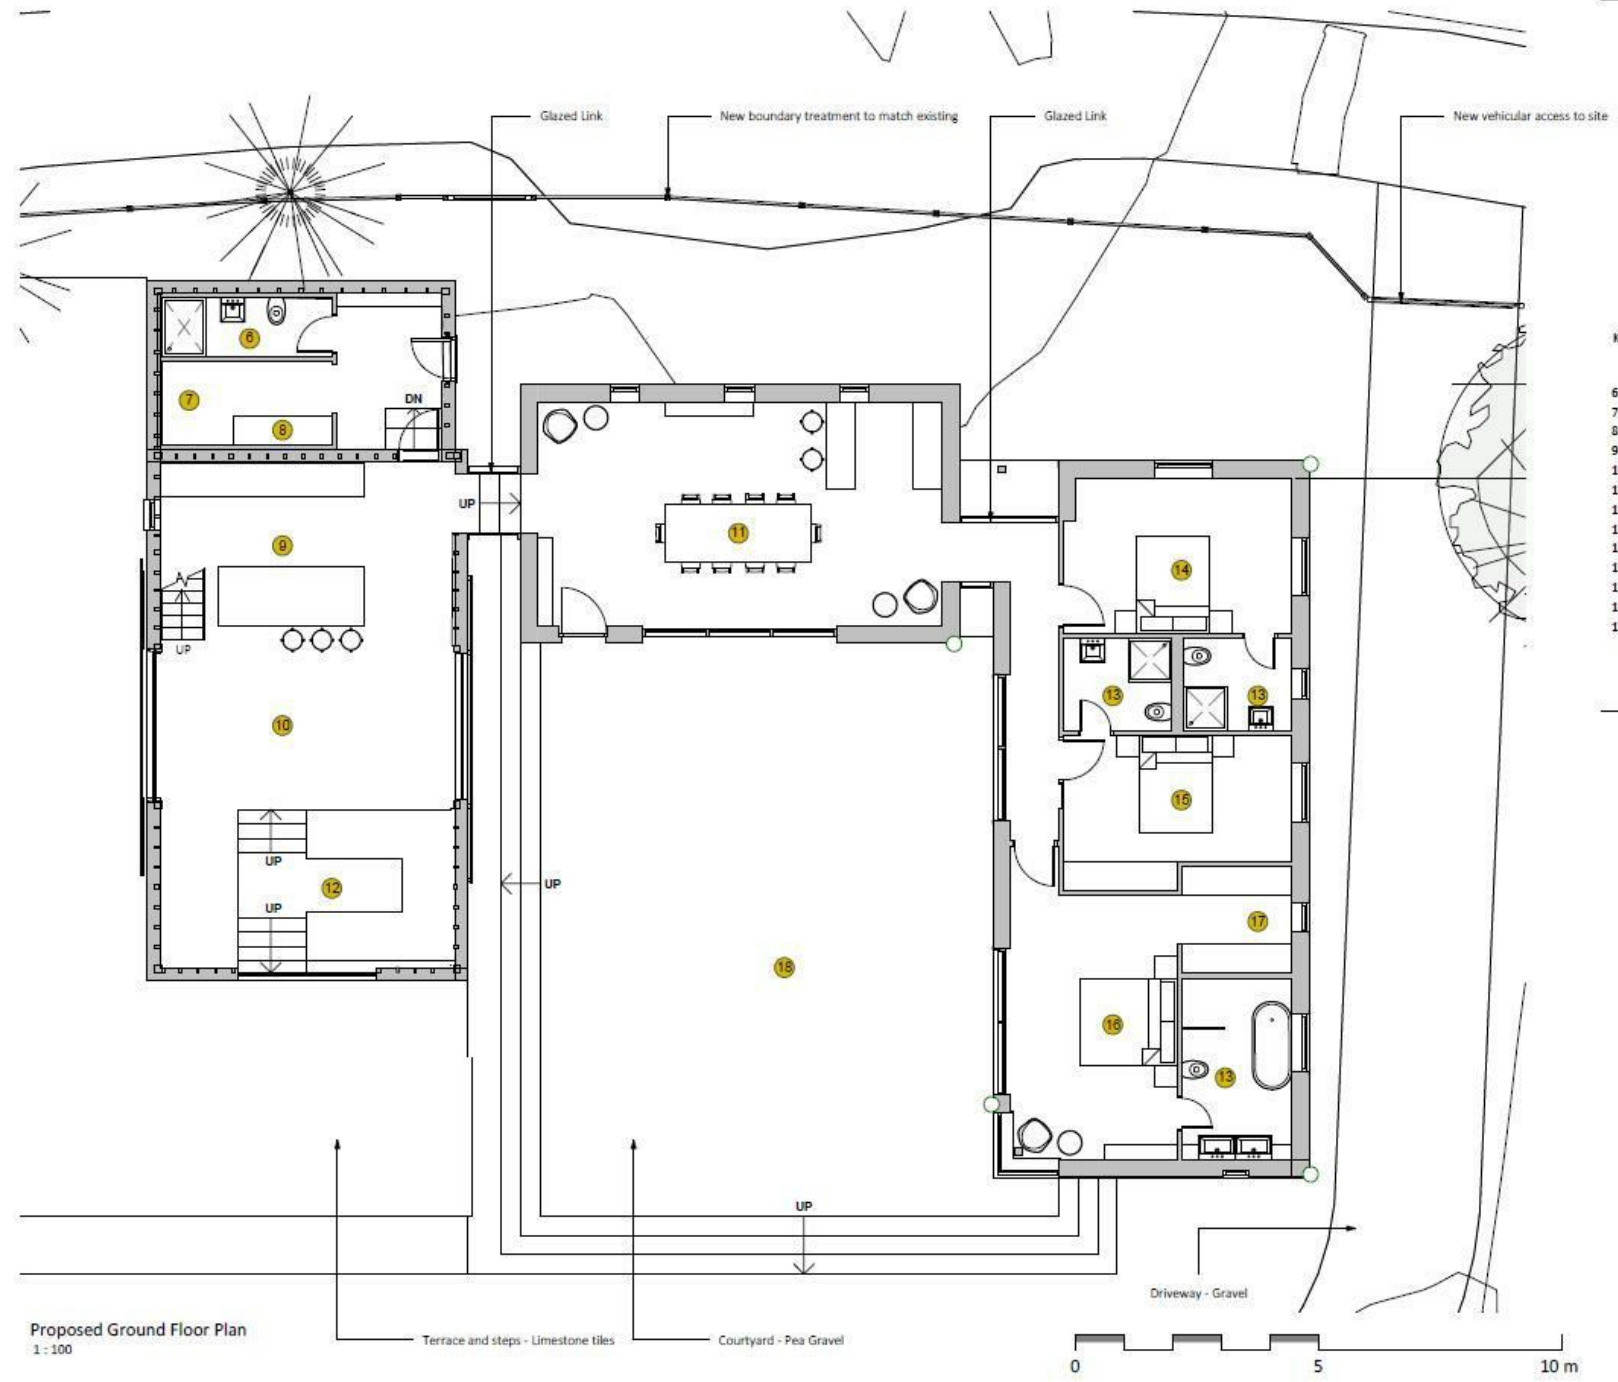 Glazed Link
New boundary treatment to match existing
Glazed Link
New vehicular access to site
6
7
8
DN
UP
9
11
14
UP
13
13
10
15
UP
UP
12
UP
17
18
16
13
UP
Driveway - Gravel
Proposed Ground Floor Plan
1 : 100
Terrace and steps - Limestone tiles
Courtyard - Pea Gravel
0
5
10 m